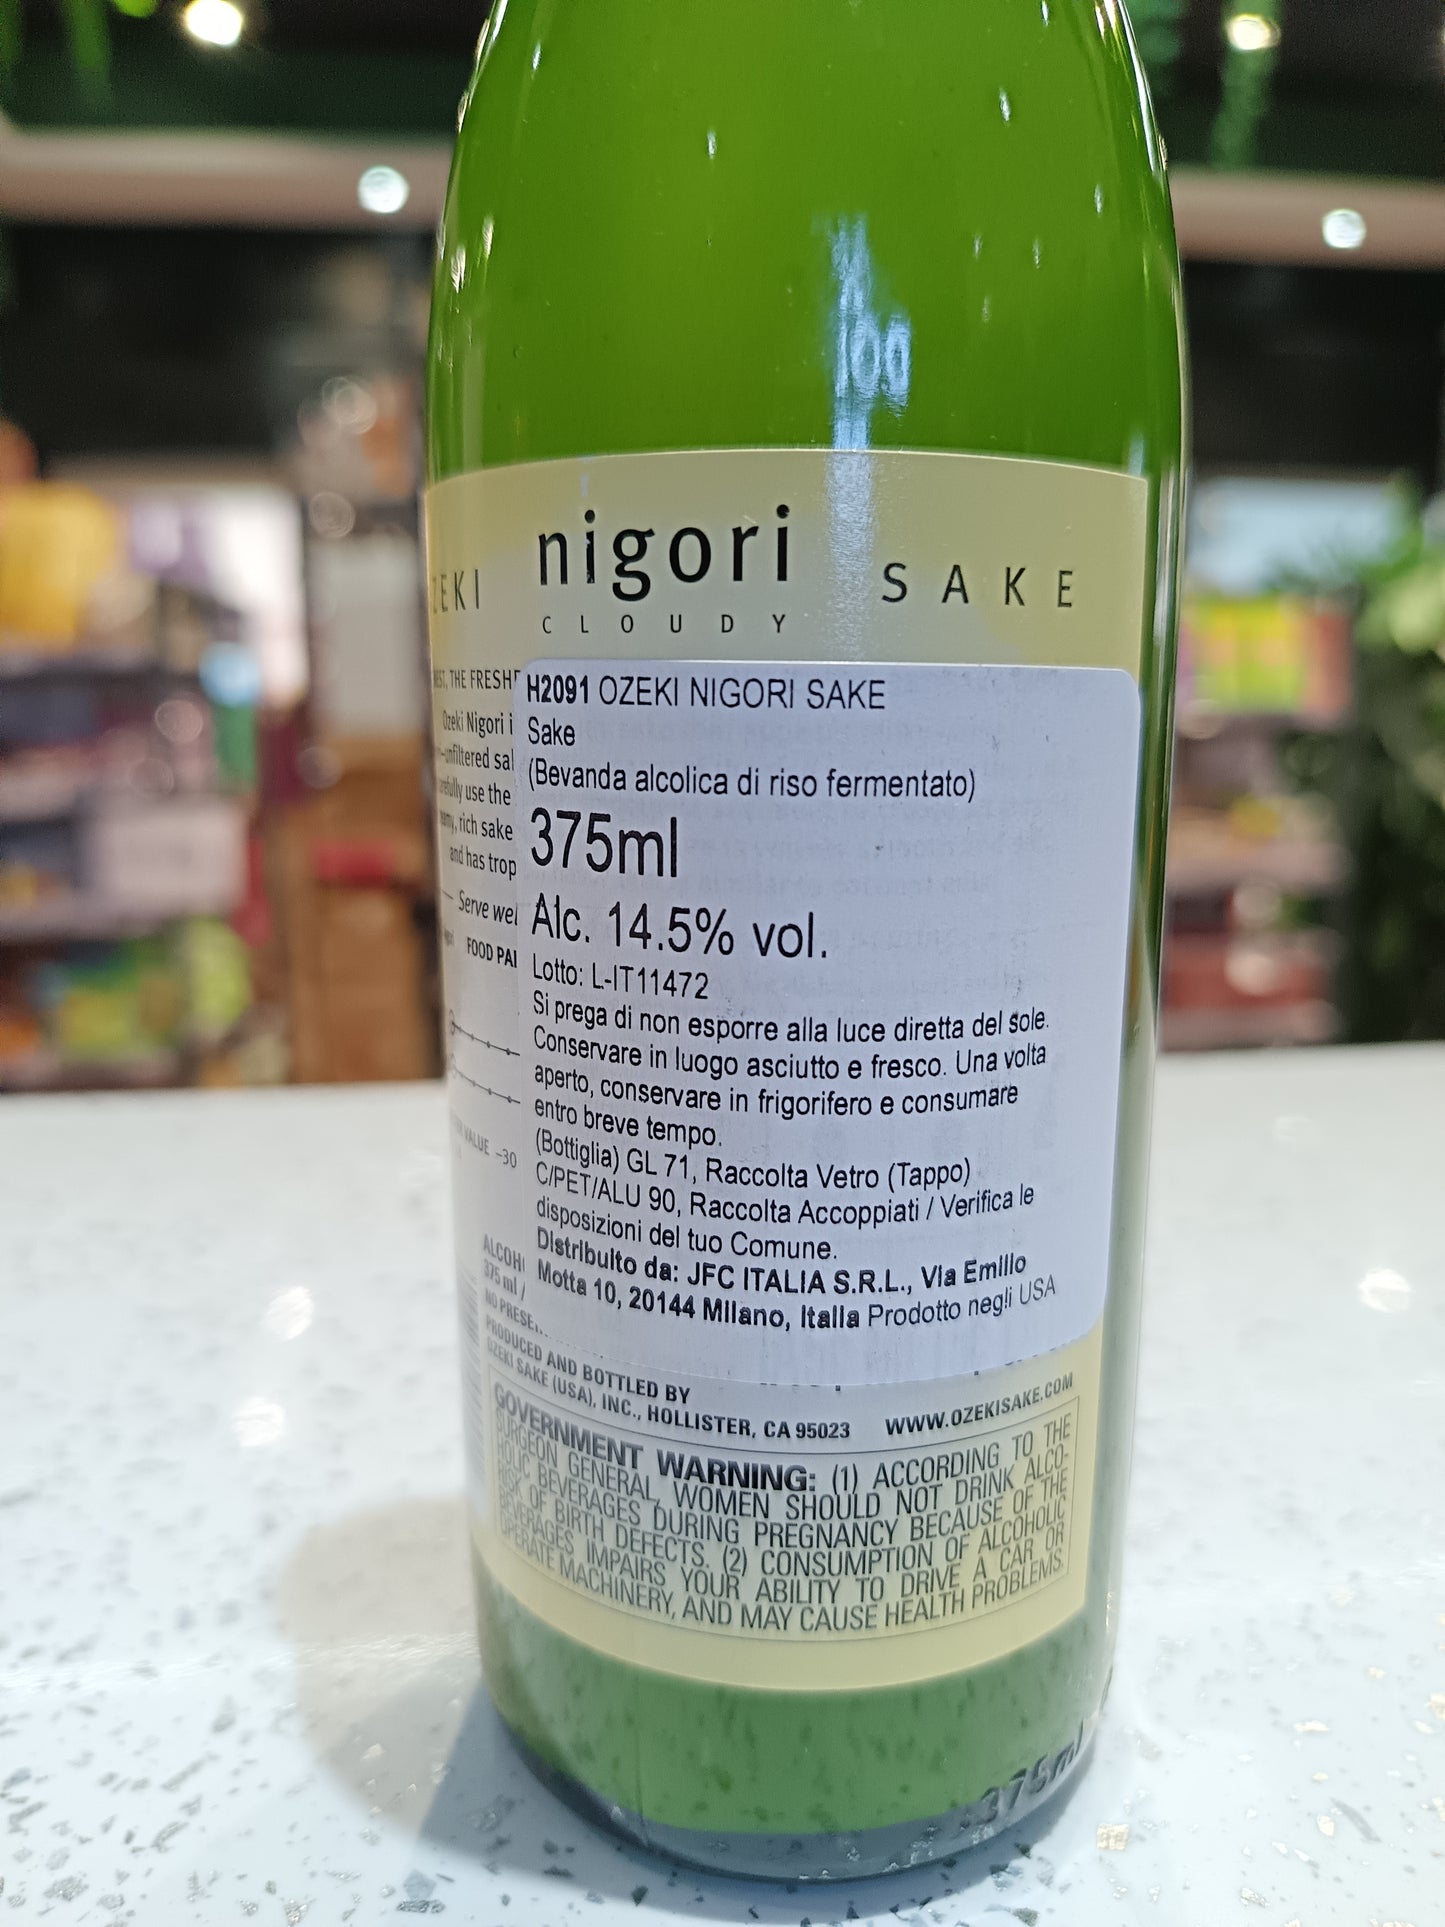 nigori
SAKE
CLOUDY
THE FRESH
Ozeki Nigori
use the
rich sake
and has
Serve
FOOD
H2091 OZEKI NIGORI SAKE
Sake
(Bevanda alcolica di riso fermentato)
375ml
Alc. 14.5% vol.
Lotto: L-IT11472
Si prega di non esporre alla luce diretta del sole.
Conservare in luogo asciutto e fresco. Una volta
aperto, conservare in frigorifero e consumare
entro breve tempo.
(Bottiglia) GL 71, Raccolta Vetro (Tappo)
C/PET/ALU 90, Raccolta Accoppiati / Verifica le
disposizioni del tuo Comune.
Distribuito da: JFC ITALIA S.R.L., Via Emilio
Motta 10, 20144 Milano, Italia Prodotto negli USA
VALUE -30
375 ml /
PRODUCED AND BOTTLED BY
OZEKI SAKE (USA), INC., HOLLISTER, CA 95023 WWW.OZEKISAKE.COM
GOVERNMENT WARNING: (1) ACCORDING TO THE
SURGEON GENERAL, WOMEN SHOULD NOT DRINK ALCO-
HOLIC BEVERAGES DURING PREGNANCY BECAUSE OF THE
RISK OF BIRTH DEFECTS. (2) CONSUMPTION OF ALCOHOLIC
BEVERAGES IMPAIRS YOUR ABILITY TO DRIVE A CAR OR
OPERATE MACHINERY, AND MAY CAUSE HEALTH PROBLEMS.
375ml